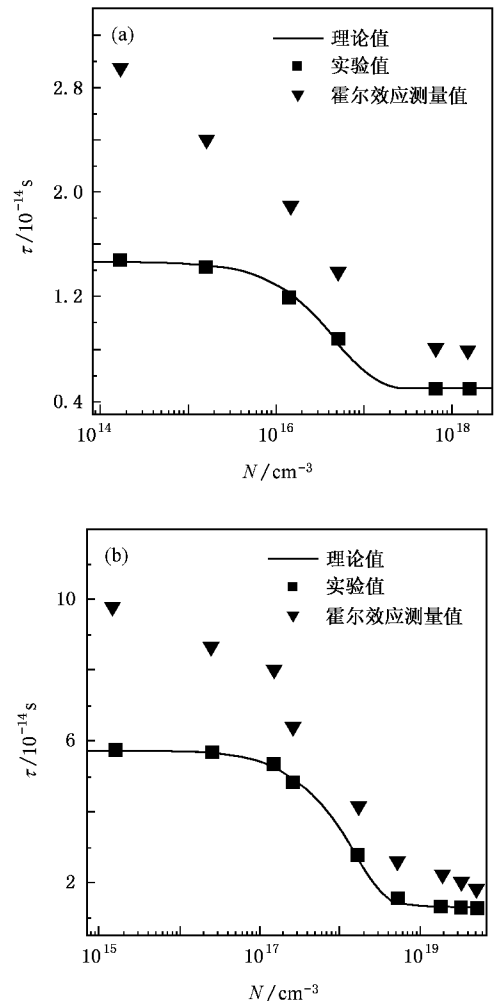 (a)
理论值
实验值
霍尔效应测量值
2.8
2.0
1.2
0.4
τ/10⁻¹⁴s
10¹⁴
10¹⁶
10¹⁸
N/cm⁻³
(b)
理论值
实验值
霍尔效应测量值
10
6
2
τ/10⁻¹⁴s
10¹⁵
10¹⁷
10¹⁹
N/cm⁻³